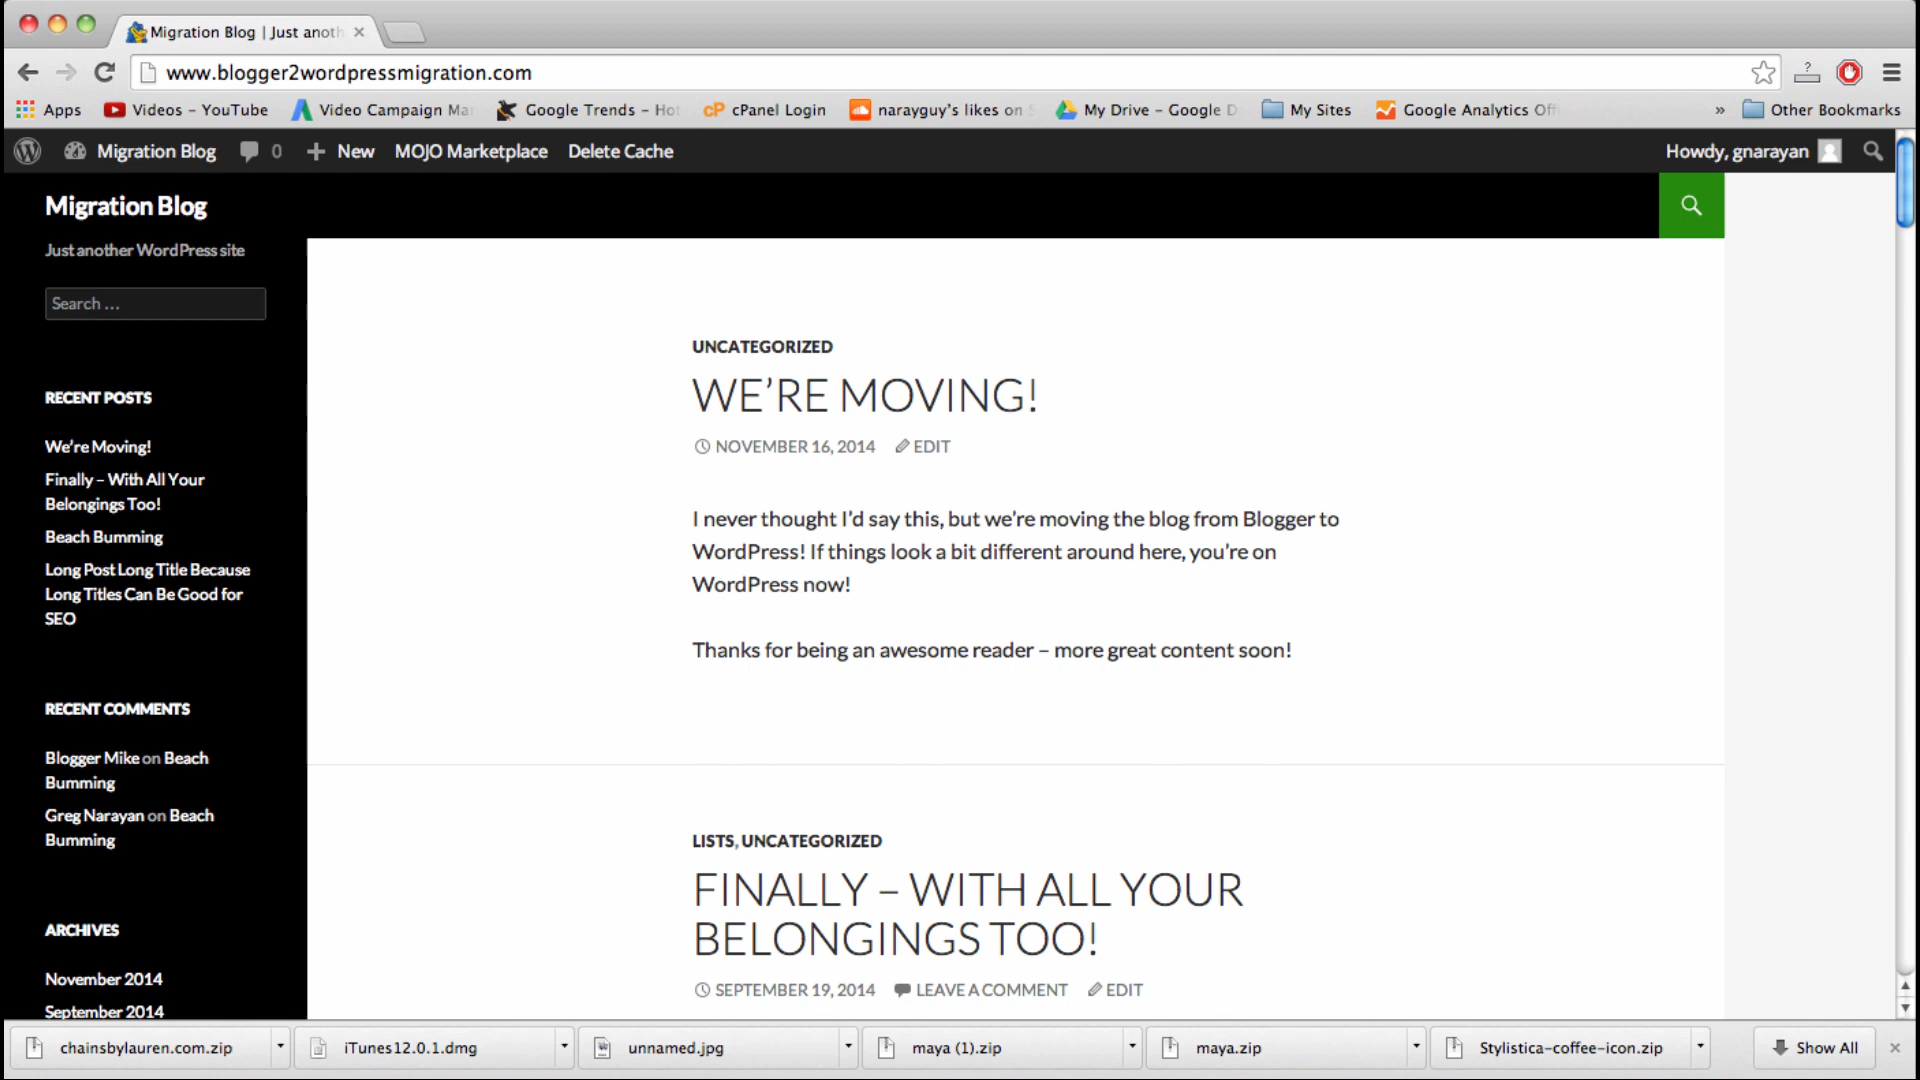 Migration Blog | Just anoth
www.blogger2wordpressmigration.com
Apps Videos - YouTube Video Campaign Ma Google Trends - Ho cPanel Login narayguy's likes on My Drive - Google D My Sites Google Analytics Off » Other Bookmarks
Migration Blog 0 + New MOJO Marketplace Delete Cache Howdy, gnarayan
Migration Blog
Just another WordPress site
Search ...
RECENT POSTS
We're Moving!
Finally – With All Your
Belongings Too!
Beach Bumming
Long Post Long Title Because
Long Titles Can Be Good for
SEO
RECENT COMMENTS
Blogger Mike on Beach
Bumming
Greg Narayan on Beach
Bumming
ARCHIVES
November 2014
September 2014
UNCATEGORIZED
WE'RE MOVING!
NOVEMBER 16, 2014 EDIT
I never thought I'd say this, but we're moving the blog from Blogger to
WordPress! If things look a bit different around here, you're on
WordPress now!
Thanks for being an awesome reader – more great content soon!
LISTS, UNCATEGORIZED
FINALLY – WITH ALL YOUR
BELONGINGS TOO!
SEPTEMBER 19, 2014 LEAVE A COMMENT EDIT
chainsbylauren.com.zip iTunes12.0.1.dmg unnamed.jpg maya (1).zip maya.zip Stylistica-coffee-icon.zip Show All